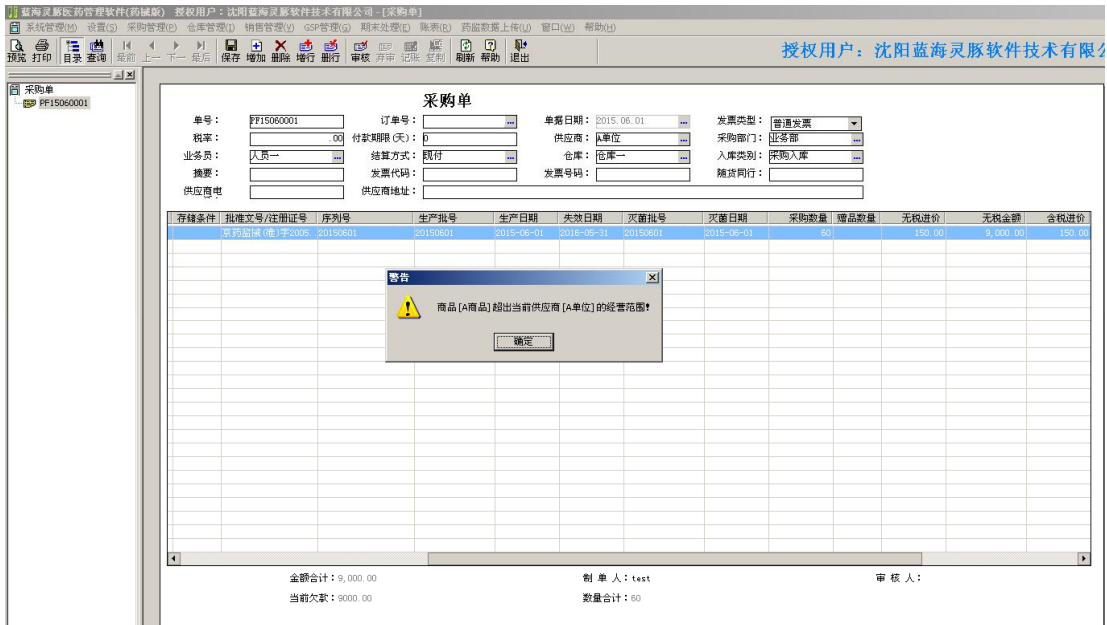 蓝海灵豚医药管理软件(药械版) 授权用户：沈阳蓝海灵豚软件技术有限公司 - [采购单]
系统管理(M) 设置(S) 采购管理(P) 仓库管理(I) 销售管理(V) GSP管理(G) 期末处理(E) 账表(R) 药监数据上传(U) 窗口(W) 帮助(H)
预览 打印 目录 查询 最前 上一 下一 最后 保存 增加 删除 增行 删行 审核 弃审 记账 复制 刷新 帮助 退出
授权用户：沈阳蓝海灵豚软件技术有限公
采购单
PF15060001
采购单
单号： PF15060001 订单号： 单据日期： 2015.06.01 发票类型： 普通发票
税率： .00 付款期限(天)： 0 供应商： A单位 采购部门： 业务部
业务员： 人员一 结算方式： 现付 仓库： 仓库一 入库类别： 采购入库
摘要： 发票代码： 发票号码： 随货同行：
供应商电 供应商地址：
存储条件 批准文号/注册证号 序列号 生产批号 生产日期 失效日期 灭菌批号 灭菌日期 采购数量 赠品数量 无税进价 无税金额 含税进价
京药监械(准)字2005. 20150601 20150601 2015-06-01 2016-05-31 20150601 2015-06-01 60 150.00 9,000.00 150.00
警告
商品[A商品]超出当前供应商[A单位]的经营范围!
确定
金额合计：9,000.00 制 单 人：test 审 核 人：
当前欠款：9000.00 数量合计：60